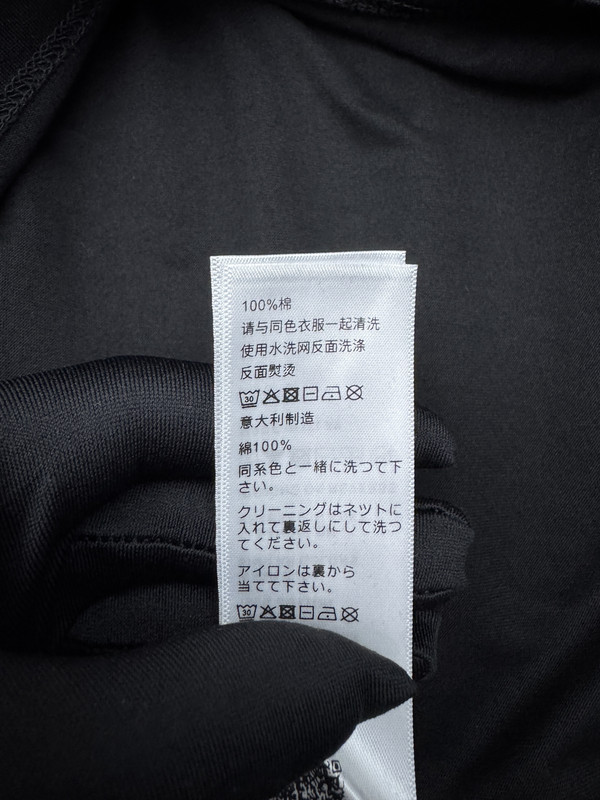 100%棉
请与同色衣服一起清洗
使用水洗网反面洗涤
反面熨烫
30
意大利制造
綿100%
同系色と一緒に洗つて下
さい。
クリーニングはネツトに
入れて裏返しにして洗つ
てください。
アイロンは裏から
当てて下さい。
30